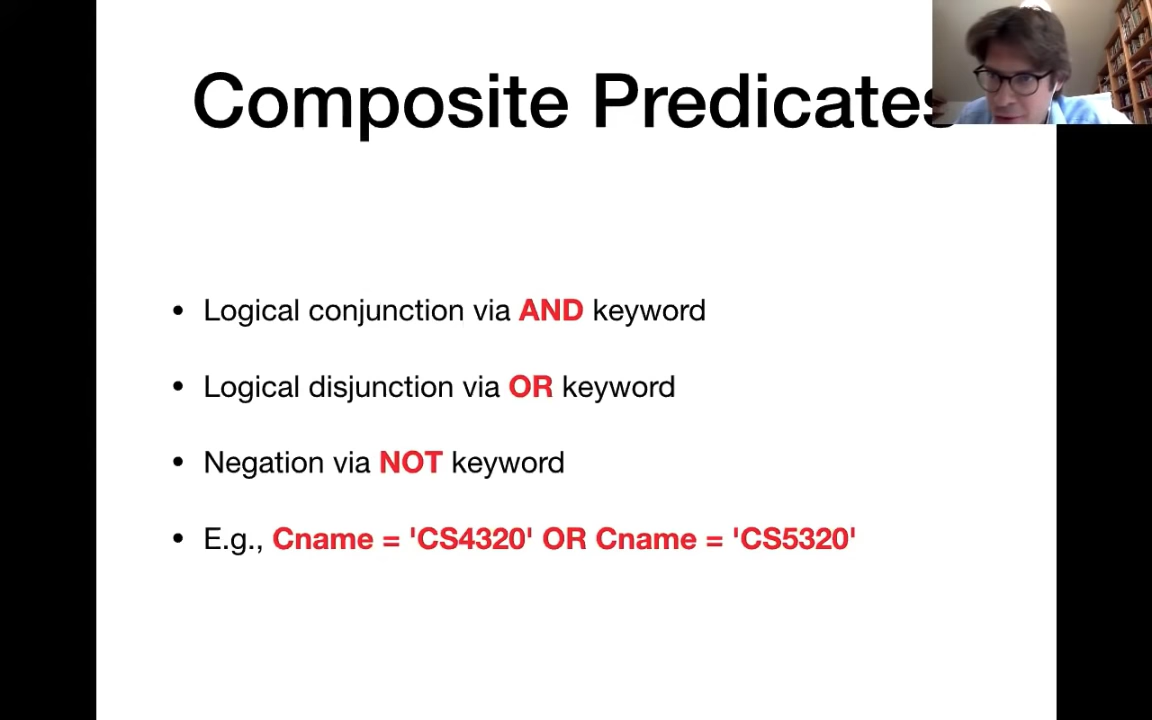 Composite Predicates
• Logical conjunction via AND keyword
• Logical disjunction via OR keyword
• Negation via NOT keyword
• E.g., Cname = 'CS4320' OR Cname = 'CS5320'